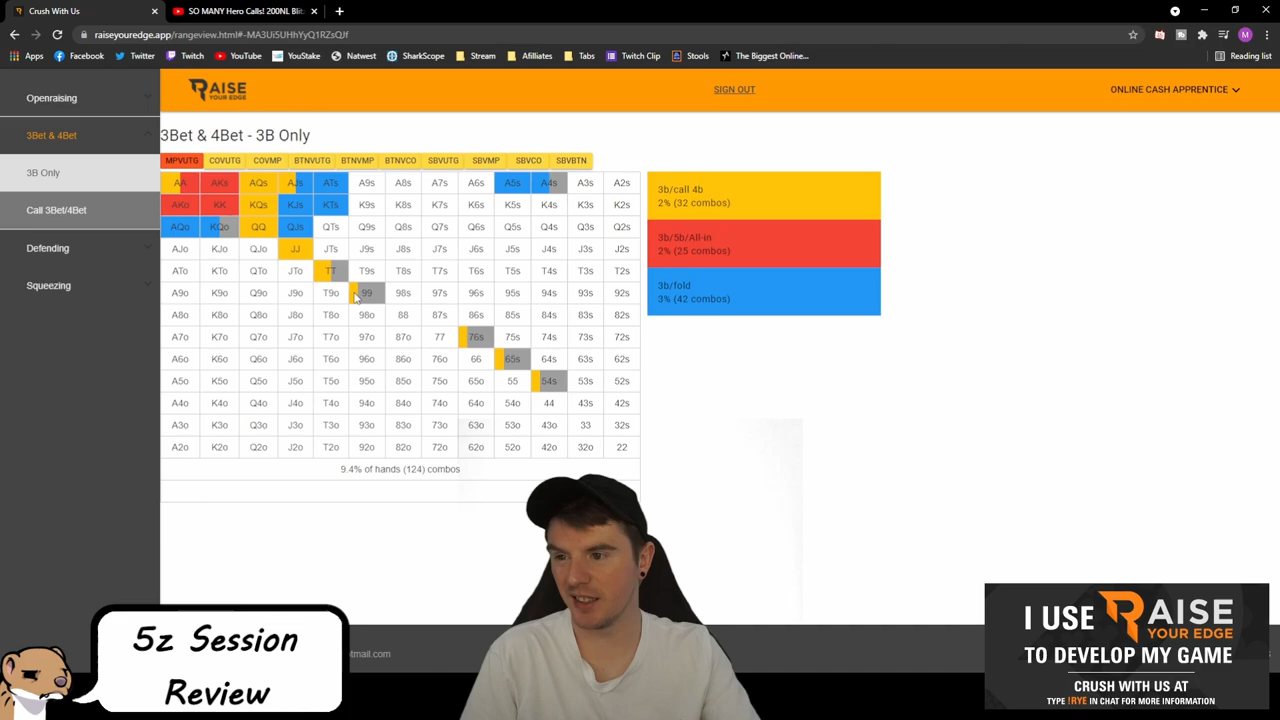 Crush With Us
SO MANY Hero Calls! 200NL Blit
raiseyouredge.app/rangeview.html#-MA3Ui5UHhYyQ1RZsQJf
Apps Facebook Twitter Twitch YouTube YouStake Natwest SharkScope Stream Afilliates Tabs Twitch Clip Stools The Biggest Online... Reading list
Openraising
3Bet & 4Bet
3B Only
Call 3Bet/4Bet
Defending
Squeezing
RAISE
YOUR EDGE
SIGN OUT
ONLINE CASH APPRENTICE
3Bet & 4Bet - 3B Only
MPVUTG COVUTG COVMP BTNVUTG BTNVMP BTNVCO SBVUTG SBVMP SBVCO SBVBTN
AA AKs AQs AJs ATs A9s A8s A7s A6s A5s A4s A3s A2s
AKo KK KQs KJs KTs K9s K8s K7s K6s K5s K4s K3s K2s
AQo KQo QQ QJs QTs Q9s Q8s Q7s Q6s Q5s Q4s Q3s Q2s
AJo KJo QJo JJ JTs J9s J8s J7s J6s J5s J4s J3s J2s
ATo KTo QTo JTo TT T9s T8s T7s T6s T5s T4s T3s T2s
A9o K9o Q9o J9o T9o 99 98s 97s 96s 95s 94s 93s 92s
A8o K8o Q8o J8o T8o 98o 88 87s 86s 85s 84s 83s 82s
A7o K7o Q7o J7o T7o 97o 87o 77 76s 75s 74s 73s 72s
A6o K6o Q6o J6o T6o 96o 86o 76o 66 65s 64s 63s 62s
A5o K5o Q5o J5o T5o 95o 85o 75o 65o 55 54s 53s 52s
A4o K4o Q4o J4o T4o 94o 84o 74o 64o 54o 44 43s 42s
A3o K3o Q3o J3o T3o 93o 83o 73o 63o 53o 43o 33 32s
A2o K2o Q2o J2o T2o 92o 82o 72o 62o 52o 42o 32o 22
9.4% of hands (124) combos
3b/call 4b
2% (32 combos)
3b/5b/All-in
2% (25 combos)
3b/fold
3% (42 combos)
5z Session
Review
otmail.com
I USE RAISE
YOUR EDGE
TO DEVELOP MY GAME
CRUSH WITH US AT
TYPE !RYE IN CHAT FOR MORE INFORMATION